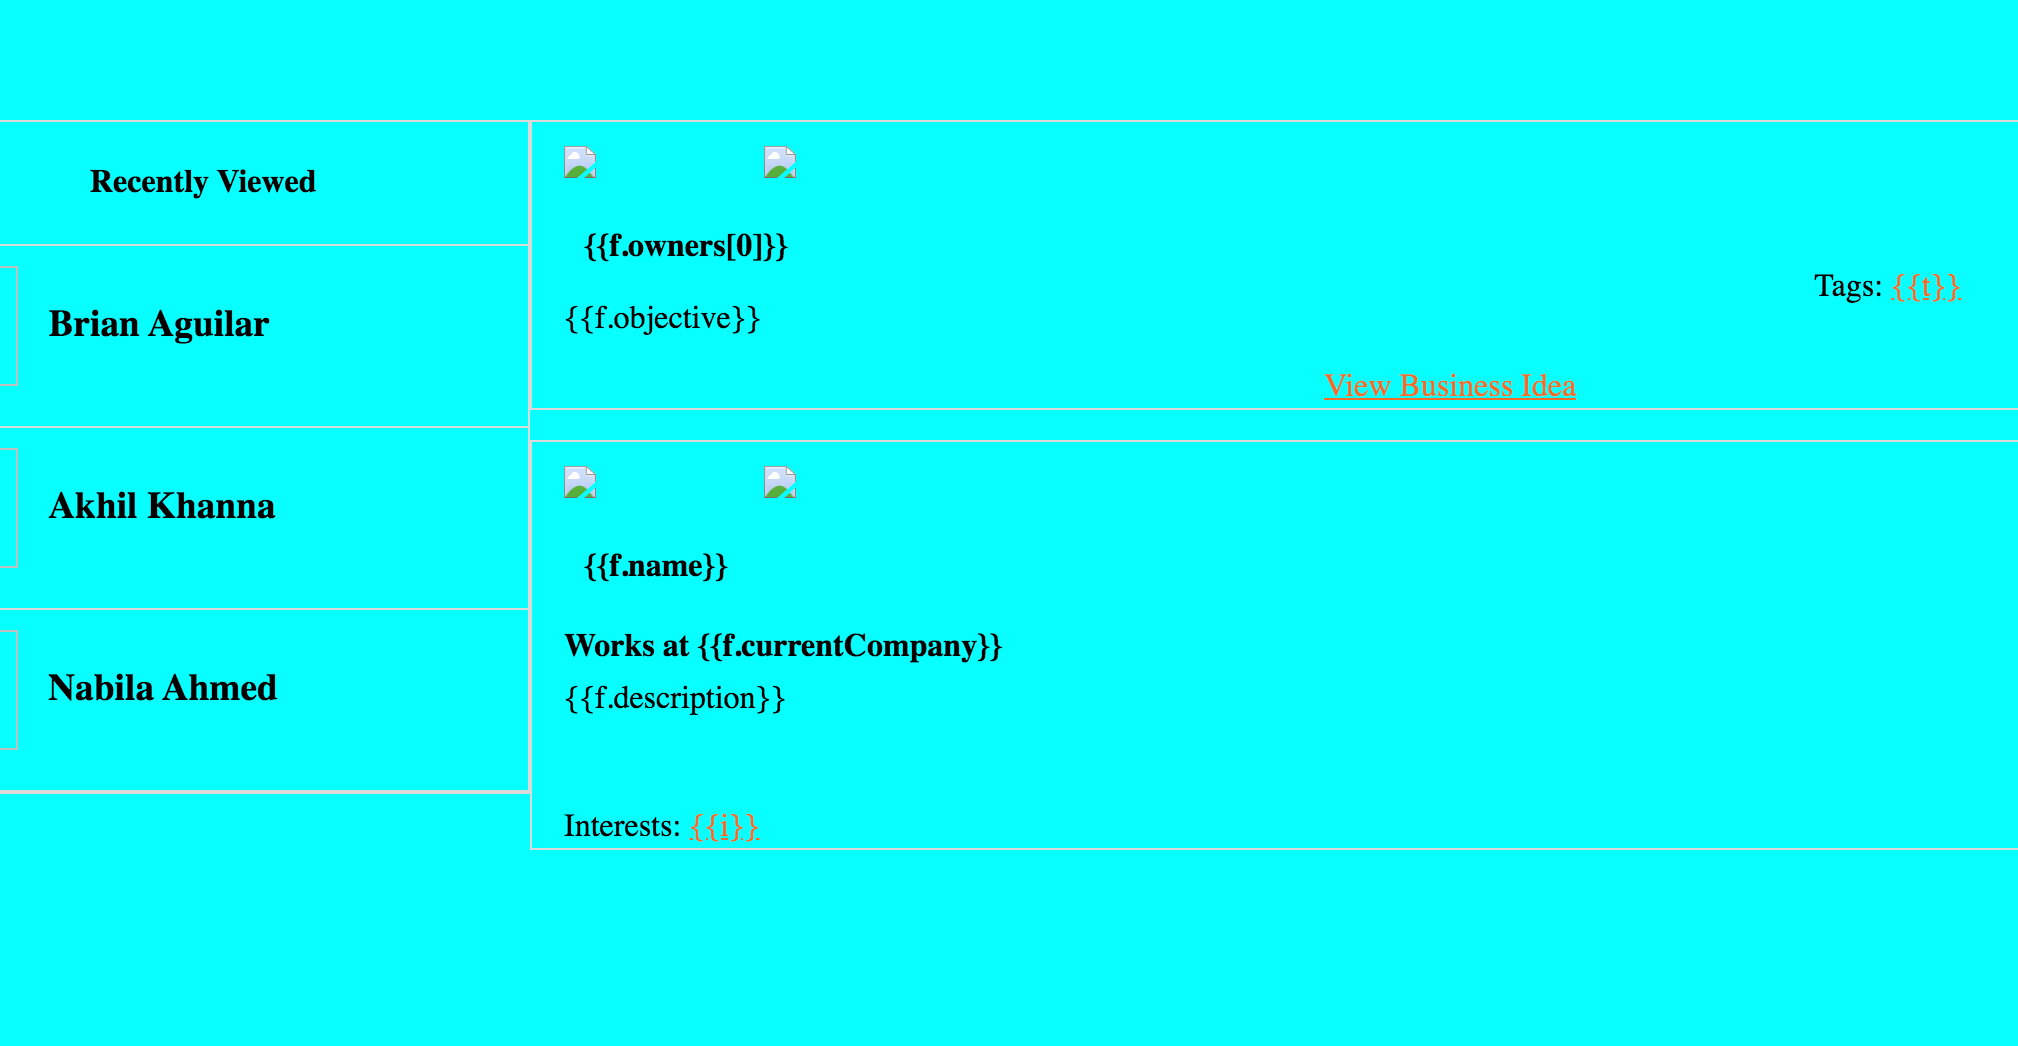 Recently Viewed
Brian Aguilar
Akhil Khanna
Nabila Ahmed
{{f.owners[0]}}
Tags: {{t}}
{{f.objective}}
View Business Idea
{{f.name}}
Works at {{f.currentCompany}}
{{f.description}}
Interests: {{i}}